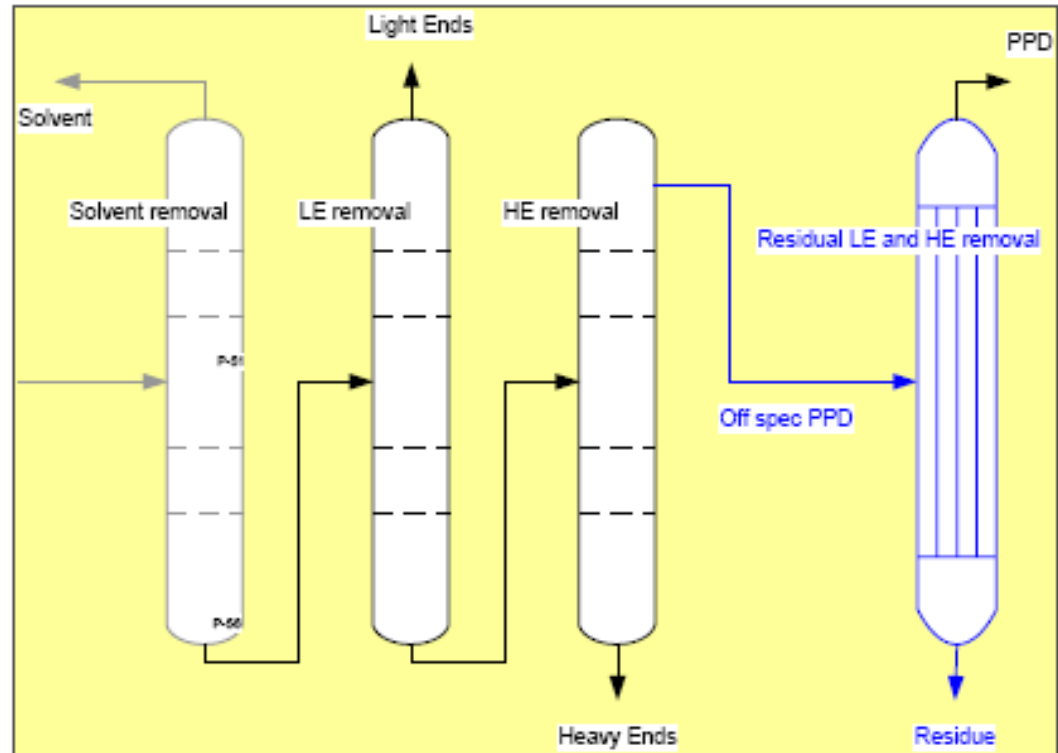 Light Ends
PPD
Solvent
Solvent removal
LE removal
HE removal
Residual LE and HE removal
P-51
Off spec PPD
Heavy Ends
Residue